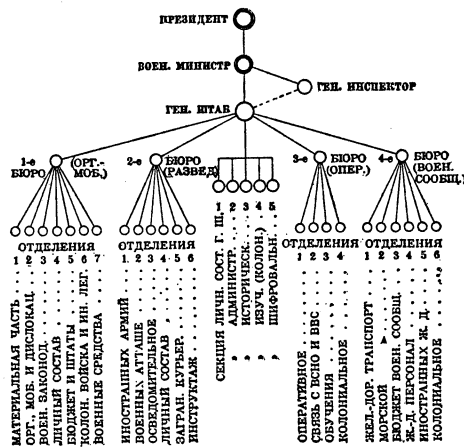 ПРЕЗИДЕНТ
ВОЕН. МИНИСТР
ГЕН. ИНСПЕКТОР
ГЕН. ШТАБ
1-е БЮРО (ОРГ.-МОБ.)
2-е БЮРО (РАЗВЕД)
3-е БЮРО (ОПЕР.)
4-е БЮРО (ВОЕН. СООБЩ.)
ОТДЕЛЕНИЯ
1 2 3 4 5 6 7
МАТЕРИАЛЬНАЯ ЧАСТЬ
ОРГ., МОБ. И ДИСЛОКАЦ.
ВОЕН. ЗАКОНОД.
ЛИЧНЫЙ СОСТАВ
БЮДЖЕТ И ШТАТЫ
КОЛОН. ВОЙСКА И ИН. ЛЕГ.
ВОЕННЫЕ СРЕДСТВА
ОТДЕЛЕНИЯ
1 2 3 4 5 6
ИНОСТРАННЫХ АРМИЙ
ВОЕННЫХ АТТАШЕ
ОСВЕДОМИТЕЛЬНОЕ
ЛИЧНЫЙ СОСТАВ
ЗАГРАН. КУРЬЕР.
ИНСТРУКТАЖ
1 2 3 4 5
СЕКЦИЯ ЛИЧН. СОСТ. Г. Ш.
„ АДМИНИСТР.
„ ИСТОРИЧЕСК.
„ ИЗУЧ. (КОЛОН.)
„ ШИФРОВАЛЬН.
ОТДЕЛЕНИЯ
1 2 3 4
ОПЕРАТИВНОЕ
СВЯЗЬ С ВСНО И ВВС
ОБУЧЕНИЯ
КОЛОНИАЛЬНОЕ
ОТДЕЛЕНИЯ
1 2 3 4 5 6
ЖЕЛ-ДОР. ТРАНСПОРТ
МОРСКОЙ
БЮДЖЕТ ВОЕН. СООБЩ.
Ж.-Д. ПЕРСОНАЛ
ИНОСТРАННЫХ Ж. Д.
КОЛОНИАЛЬНОЕ